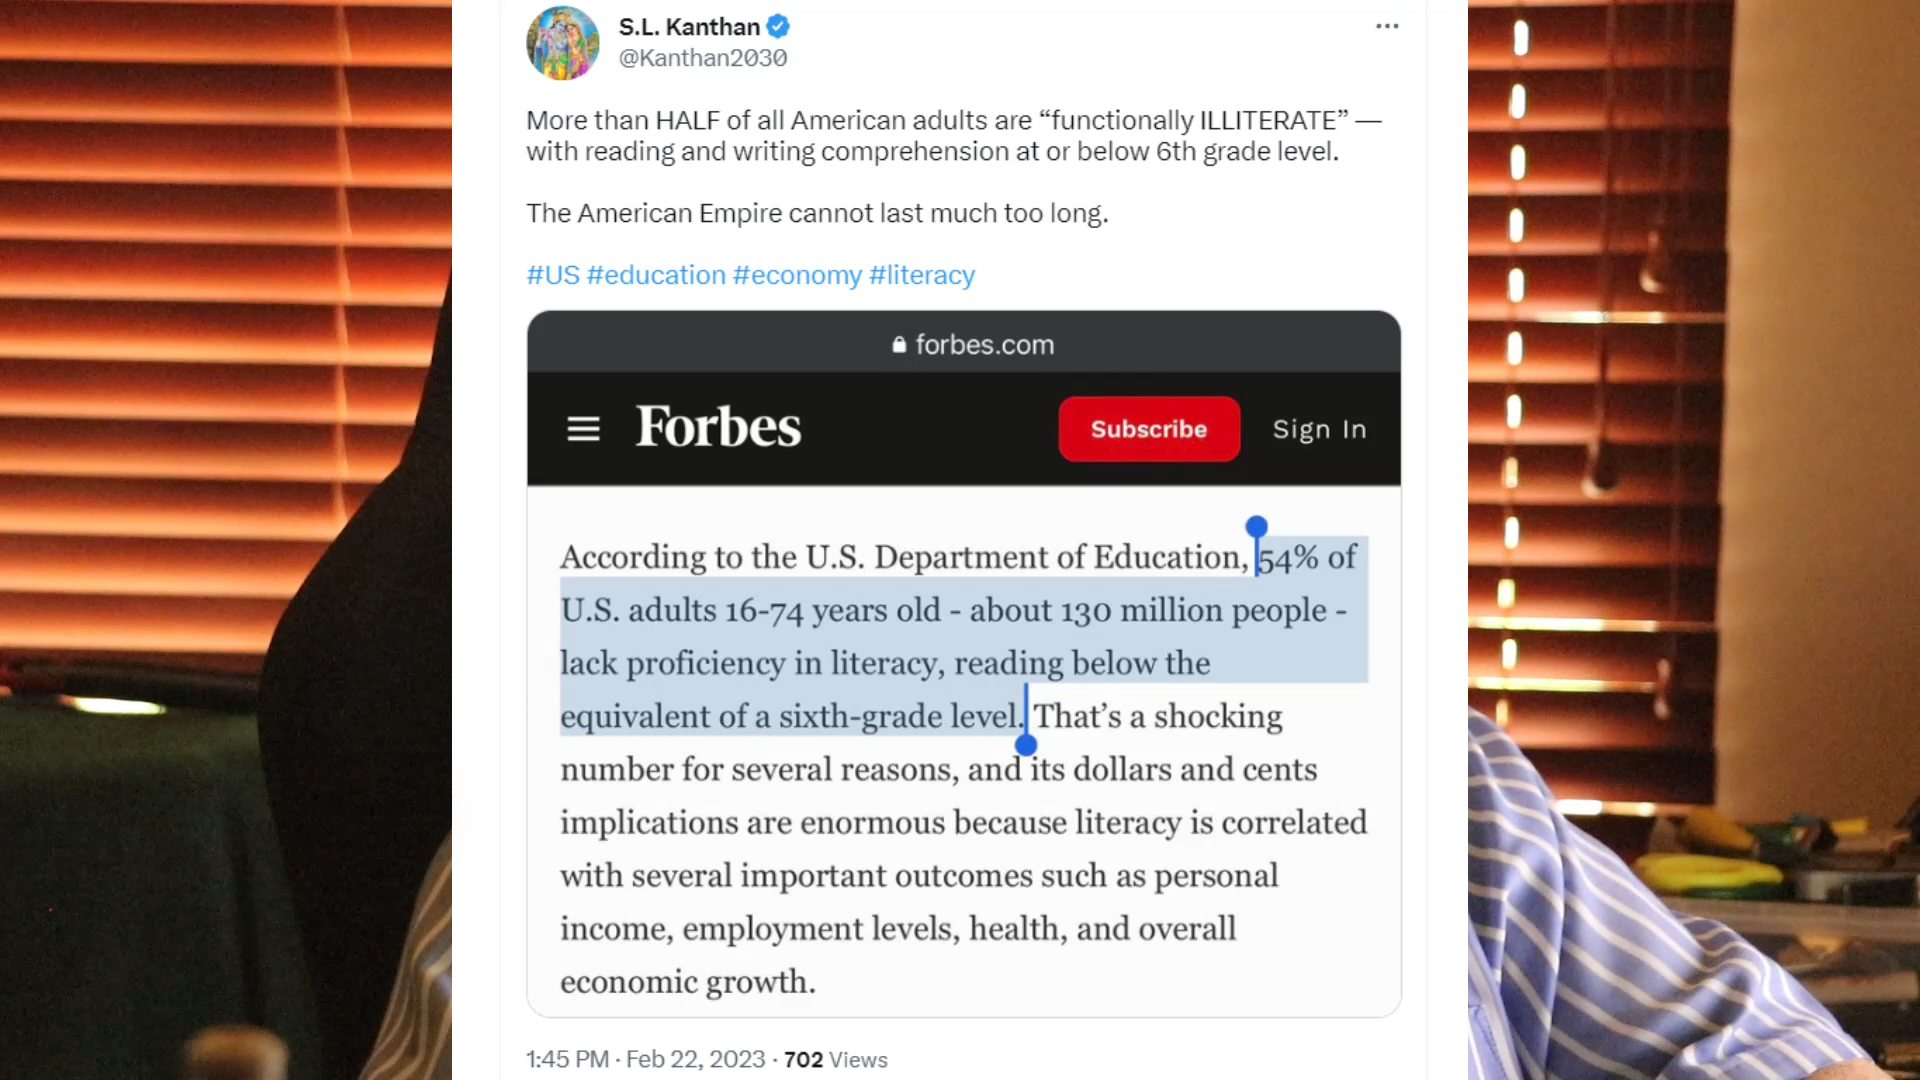 S.L. Kanthan
@Kanthan2030
More than HALF of all American adults are “functionally ILLITERATE” —
with reading and writing comprehension at or below 6th grade level.
The American Empire cannot last much too long.
#US #education #economy #literacy
forbes.com
Forbes
Subscribe
Sign In
According to the U.S. Department of Education, 54% of
U.S. adults 16-74 years old - about 130 million people -
lack proficiency in literacy, reading below the
equivalent of a sixth-grade level. That’s a shocking
number for several reasons, and its dollars and cents
implications are enormous because literacy is correlated
with several important outcomes such as personal
income, employment levels, health, and overall
economic growth.
1:45 PM · Feb 22, 2023 · 702 Views